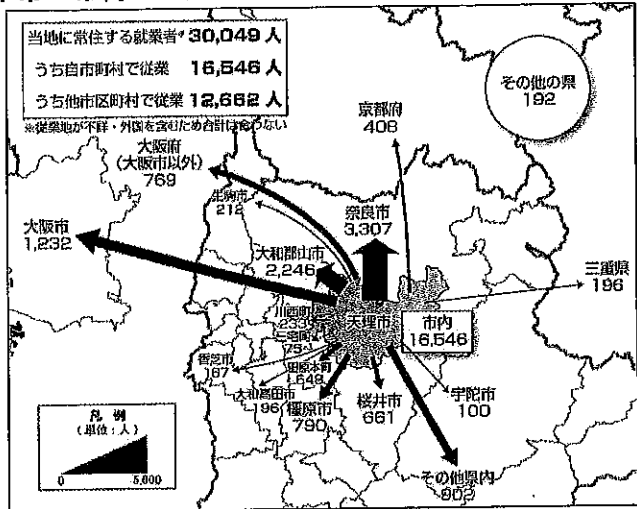 当地に常住する就業者※ 30,049 人
うち自市町村で従業 16,546 人
うち他市区町村で従業 12,662 人
※従業地が不詳・外国を含むため合計は合わない
その他の県
192
京都府
408
大阪府
(大阪市以外)
769
生駒市
212
奈良市
3,307
大阪市
1,232
大和郡山市
2,246
三重県
196
川西町
233
天理市
市内
16,546
三宅町
香芝市
田原本町
648
大和高田市
196
橿原市
790
桜井市
661
宇陀市
100
その他県内
凡例
(単位:人)
0
5,000